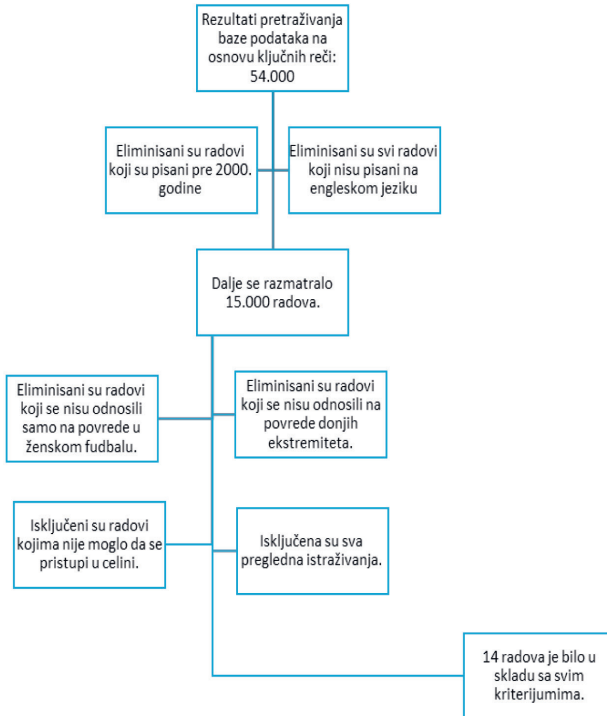 Rezultati pretraživanja
baze podataka na
osnovu ključnih reči:
54.000
Eliminisani su radovi
koji su pisani pre 2000.
godine
Eliminisani su svi radovi
koji nisu pisani na
engleskom jeziku
Dalje se razmatralo
15.000 radova.
Eliminisani su radovi
koji se nisu odnosili
samo na povrede u
ženskom fudbalu.
Eliminisani su radovi
koji se nisu odnosili na
povrede donjih
ekstremiteta.
Isključeni su radovi
kojima nije moglo da se
pristupi u celini.
Isključena su sva
pregledna istraživanja.
14 radova je bilo u
skladu sa svim
kriterijumima.